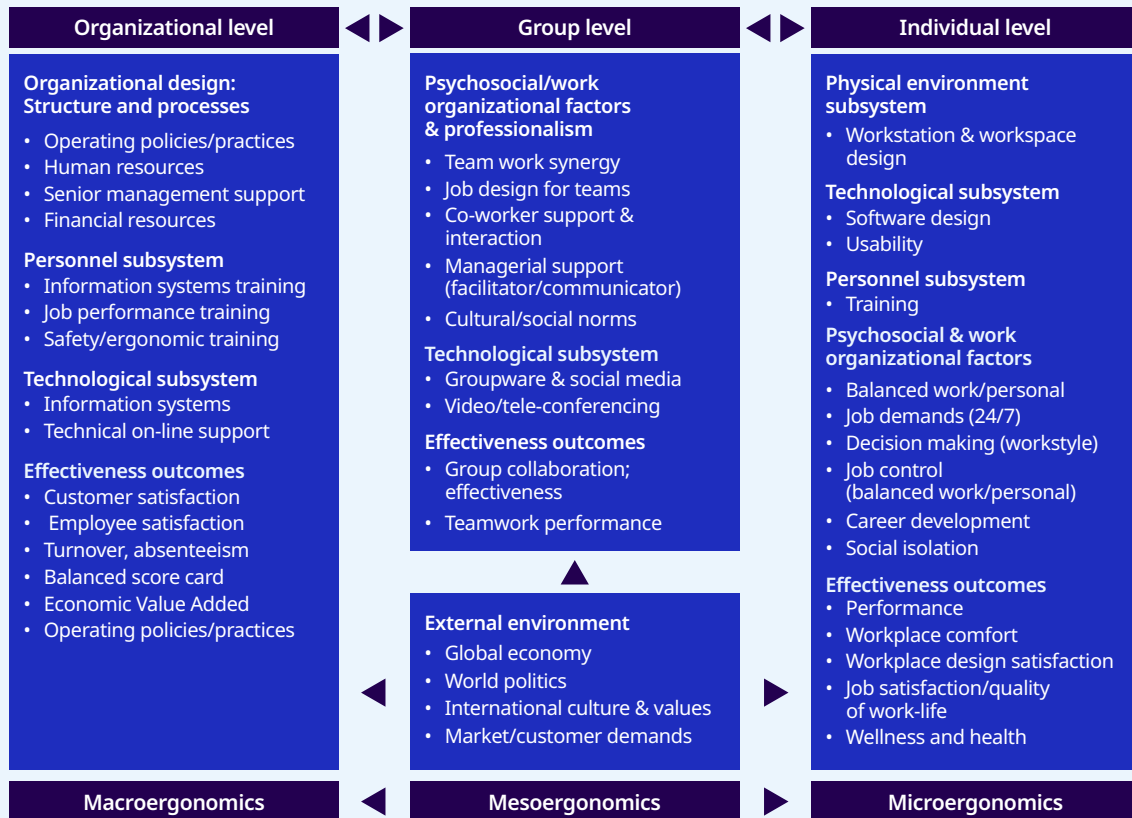 Organizational level
Organizational design:
Structure and processes
• Operating policies/practices
• Human resources
• Senior management support
• Financial resources
Personnel subsystem
• Information systems training
• Job performance training
• Safety/ergonomic training
Technological subsystem
• Information systems
• Technical on-line support
Effectiveness outcomes
• Customer satisfaction
• Employee satisfaction
• Turnover, absenteeism
• Balanced score card
• Economic Value Added
• Operating policies/practices
Macroergonomics
Group level
Psychosocial/work
organizational factors
& professionalism
• Team work synergy
• Job design for teams
• Co-worker support &
interaction
• Managerial support
(facilitator/communicator)
• Cultural/social norms
Technological subsystem
• Groupware & social media
• Video/tele-conferencing
Effectiveness outcomes
• Group collaboration;
effectiveness
• Teamwork performance
External environment
• Global economy
• World politics
• International culture & values
• Market/customer demands
Mesoergonomics
Individual level
Physical environment
subsystem
• Workstation & workspace
design
Technological subsystem
• Software design
• Usability
Personnel subsystem
• Training
Psychosocial & work
organizational factors
• Balanced work/personal
• Job demands (24/7)
• Decision making (workstyle)
• Job control
(balanced work/personal)
• Career development
• Social isolation
Effectiveness outcomes
• Performance
• Workplace comfort
• Workplace design satisfaction
• Job satisfaction/quality
of work-life
• Wellness and health
Microergonomics